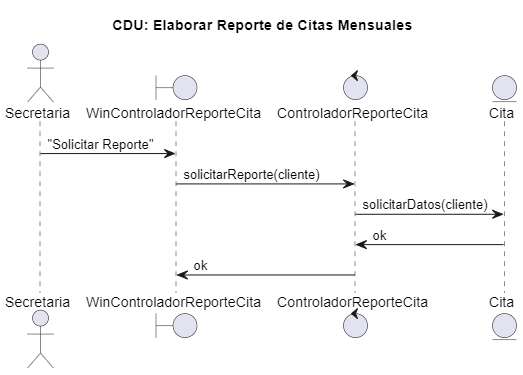 CDU: Elaborar Reporte de Citas Mensuales
Secretaria WinControladorReporteCita ControladorReporteCita Cita
"Solicitar Reporte"
solicitarReporte(cliente)
solicitarDatos(cliente)
ok
ok
Secretaria WinControladorReporteCita ControladorReporteCita Cita